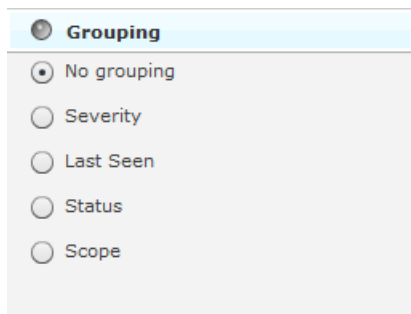 Grouping
No grouping
Severity
Last Seen
Status
Scope